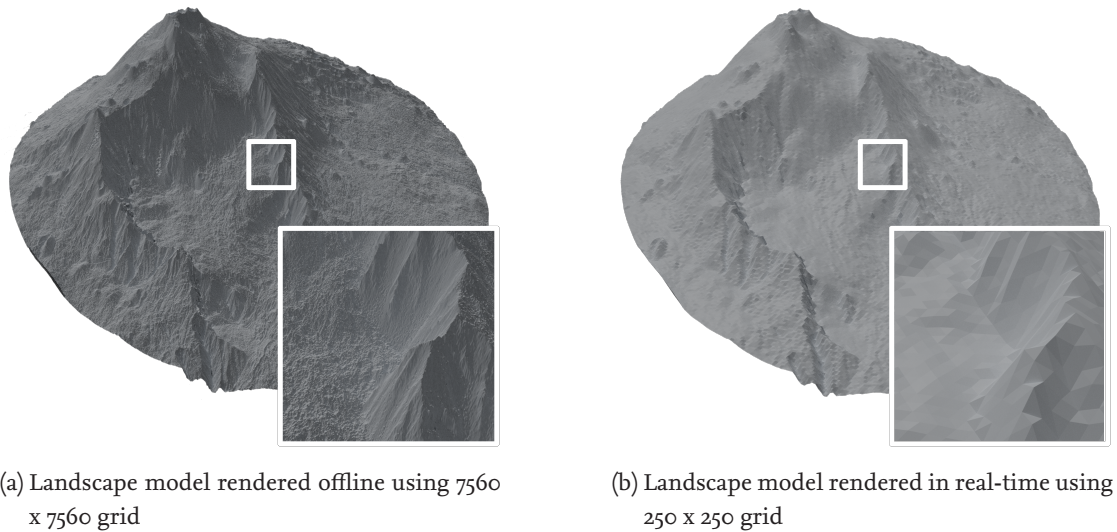 (a) Landscape model rendered offline using 7560
x 7560 grid
(b) Landscape model rendered in real-time using
250 x 250 grid